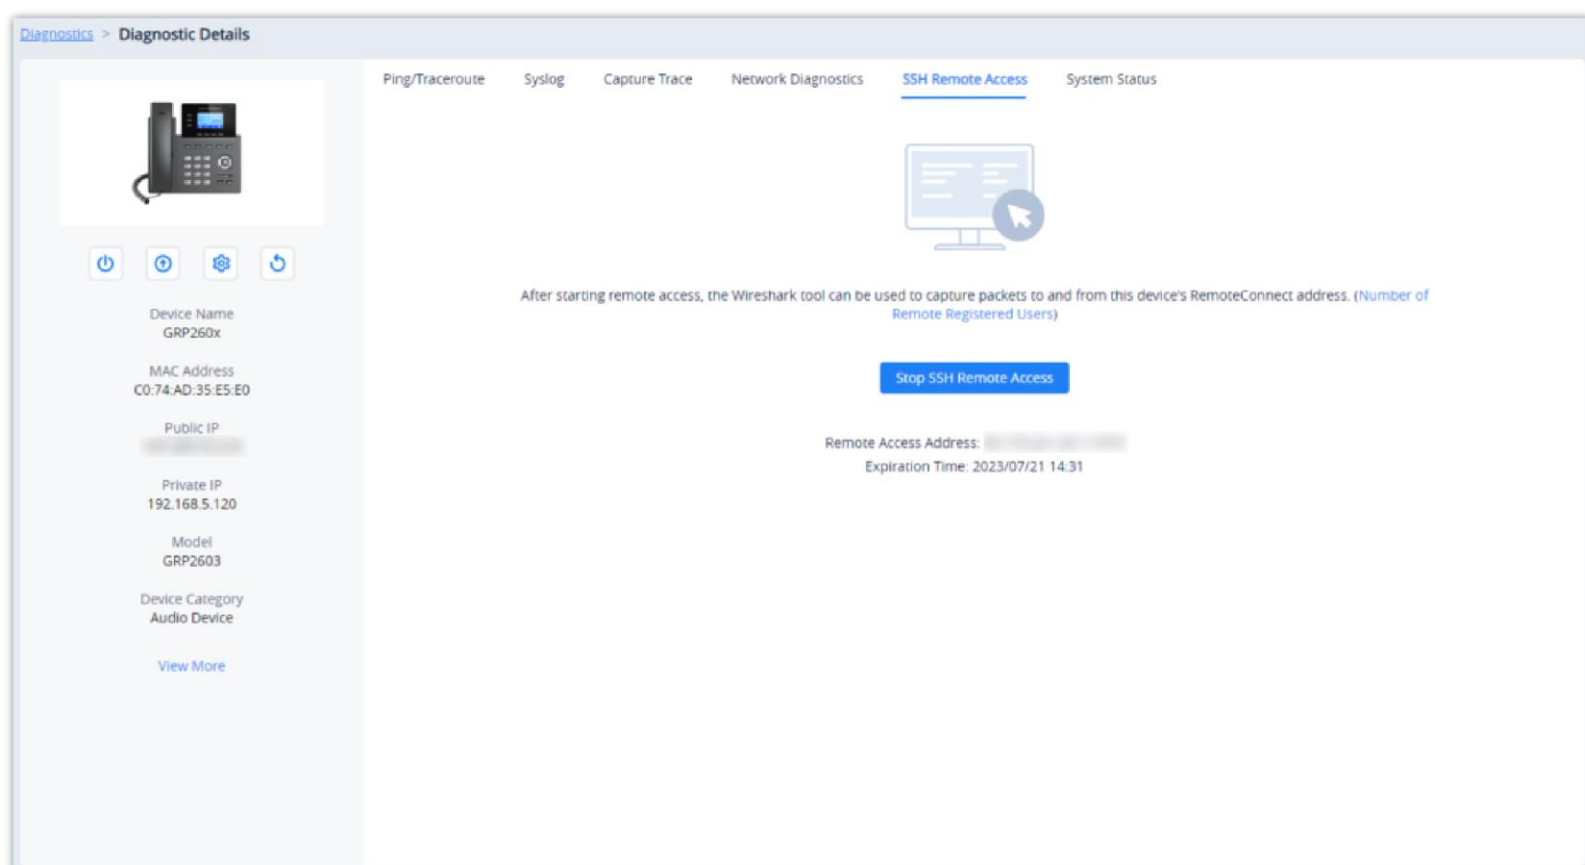 Diagnostics > Diagnostic Details
Ping/Traceroute Syslog Capture Trace Network Diagnostics SSH Remote Access System Status
Device Name
GRP260x
MAC Address
C0:74:AD:35:E5:E0
Public IP
Private IP
192.168.5.120
Model
GRP2603
Device Category
Audio Device
View More
After starting remote access, the Wireshark tool can be used to capture packets to and from this device's RemoteConnect address. (Number of
Remote Registered Users)
Stop SSH Remote Access
Remote Access Address:
Expiration Time: 2023/07/21 14:31